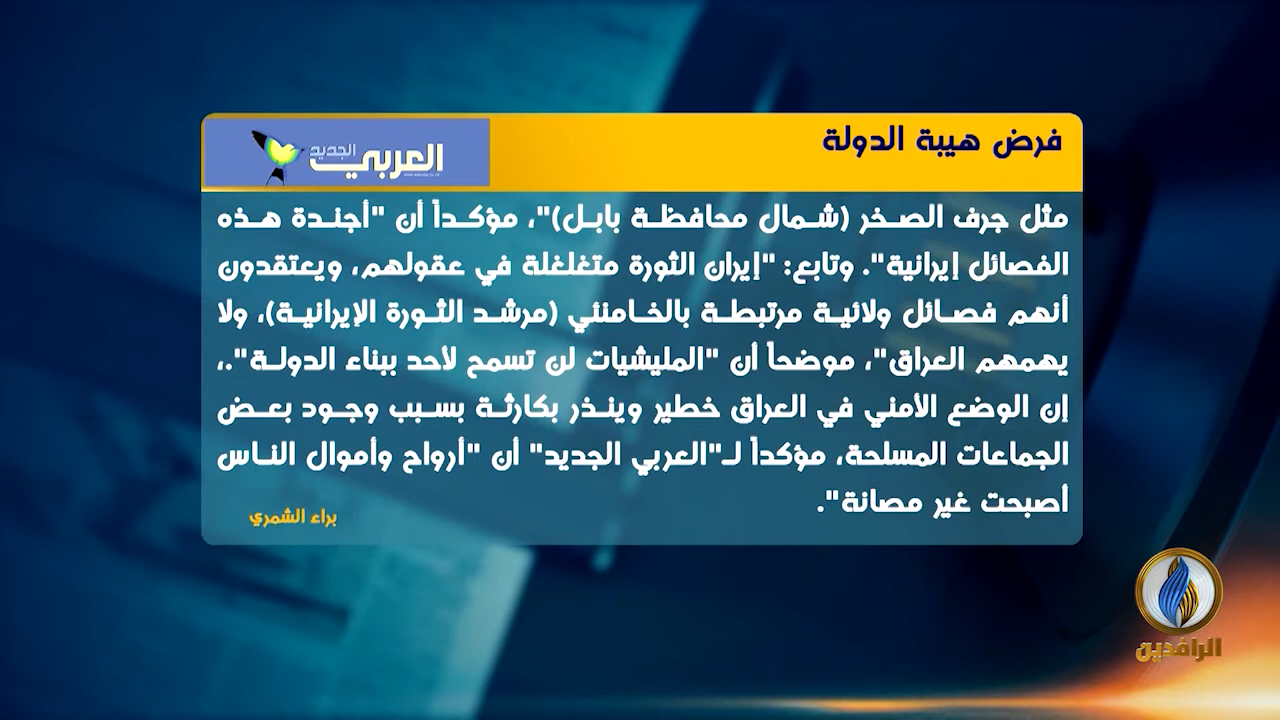 فرض هيبة الدولة
العربي الجديد
مثل جرف الصخر (شمال محافظة بابل)"، مؤكداً أن "أجندة هذه
الفصائل إيرانية". وتابع: "إيران الثورة متغلغلة في عقولهم، ويعتقدون
أنهم فصائل ولائية مرتبطة بالخامنئي (مرشد الثورة الإيرانية)، ولا
يهمهم العراق"، موضحاً أن "المليشيات لن تسمح لأحد ببناء الدولة".،
إن الوضع الأمني في العراق خطير وينذر بكارثة بسبب وجود بعض
الجماعات المسلحة، مؤكداً لـ"العربي الجديد" أن "أرواح وأموال الناس
أصبحت غير مصانة".
براء الشمري
الرافدين